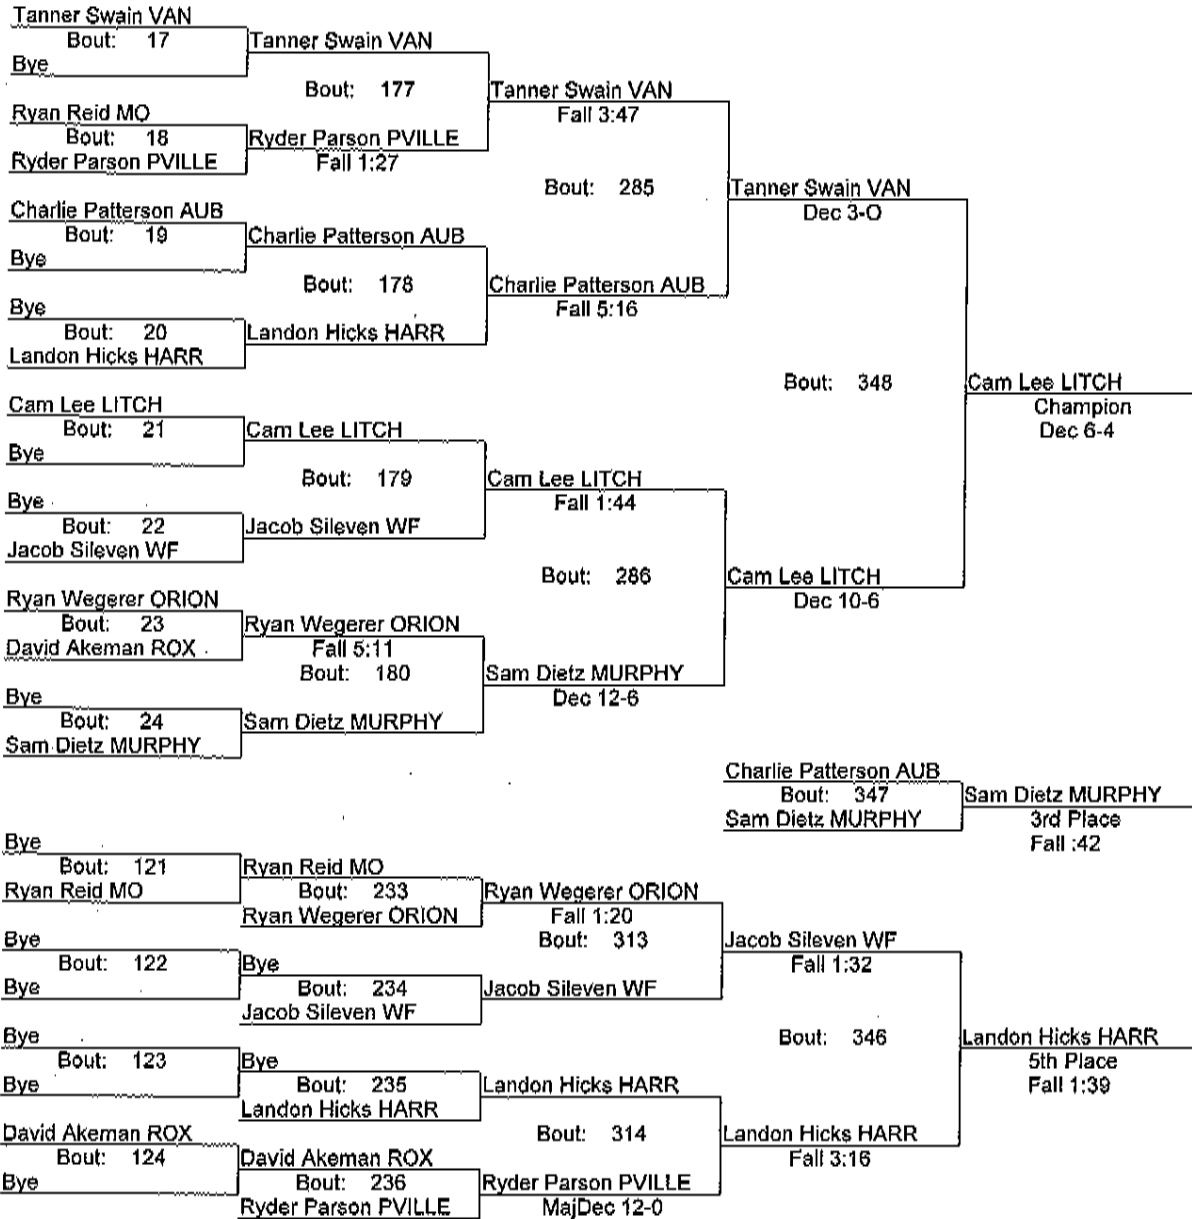 Tanner Swain VAN
Bout: 17
Tanner Swain VAN
Bye
Bout: 177
Tanner Swain VAN
Fall 3:47
Ryan Reid MO
Bout: 18
Ryder Parson PVILLE
Ryder Parson PVILLE
Fall 1:27
Bout: 285
Tanner Swain VAN
Dec 3-O
Charlie Patterson AUB
Bout: 19
Charlie Patterson AUB
Bye
Bout: 178
Charlie Patterson AUB
Fall 5:16
Bye
Bout: 20
Landon Hicks HARR
Landon Hicks HARR
Bout: 348
Cam Lee LITCH
Champion
Dec 6-4
Cam Lee LITCH
Bout: 21
Cam Lee LITCH
Bye
Bout: 179
Cam Lee LITCH
Fall 1:44
Bye
Bout: 22
Jacob Sileven WF
Jacob Sileven WF
Bout: 286
Cam Lee LITCH
Dec 10-6
Ryan Wegerer ORION
Bout: 23
Ryan Wegerer ORION
David Akeman ROX
Fall 5:11
Bout: 180
Sam Dietz MURPHY
Dec 12-6
Bye
Bout: 24
Sam Dietz MURPHY
Sam Dietz MURPHY
Charlie Patterson AUB
Bout: 347
Sam Dietz MURPHY
Sam Dietz MURPHY
3rd Place
Fall :42
Bye
Bout: 121
Ryan Reid MO
Ryan Reid MO
Bout: 233
Ryan Wegerer ORION
Ryan Wegerer ORION
Fall 1:20
Bye
Bout: 313
Jacob Sileven WF
Fall 1:32
Bout: 122
Bye
Bye
Bout: 234
Jacob Sileven WF
Jacob Sileven WF
Bye
Bout: 346
Landon Hicks HARR
5th Place
Fall 1:39
Bout: 123
Bye
Bye
Bout: 235
Landon Hicks HARR
Landon Hicks HARR
David Akeman ROX
Bout: 314
Landon Hicks HARR
Fall 3:16
Bout: 124
David Akeman ROX
Bye
Bout: 236
Ryder Parson PVILLE
Ryder Parson PVILLE
MajDec 12-0